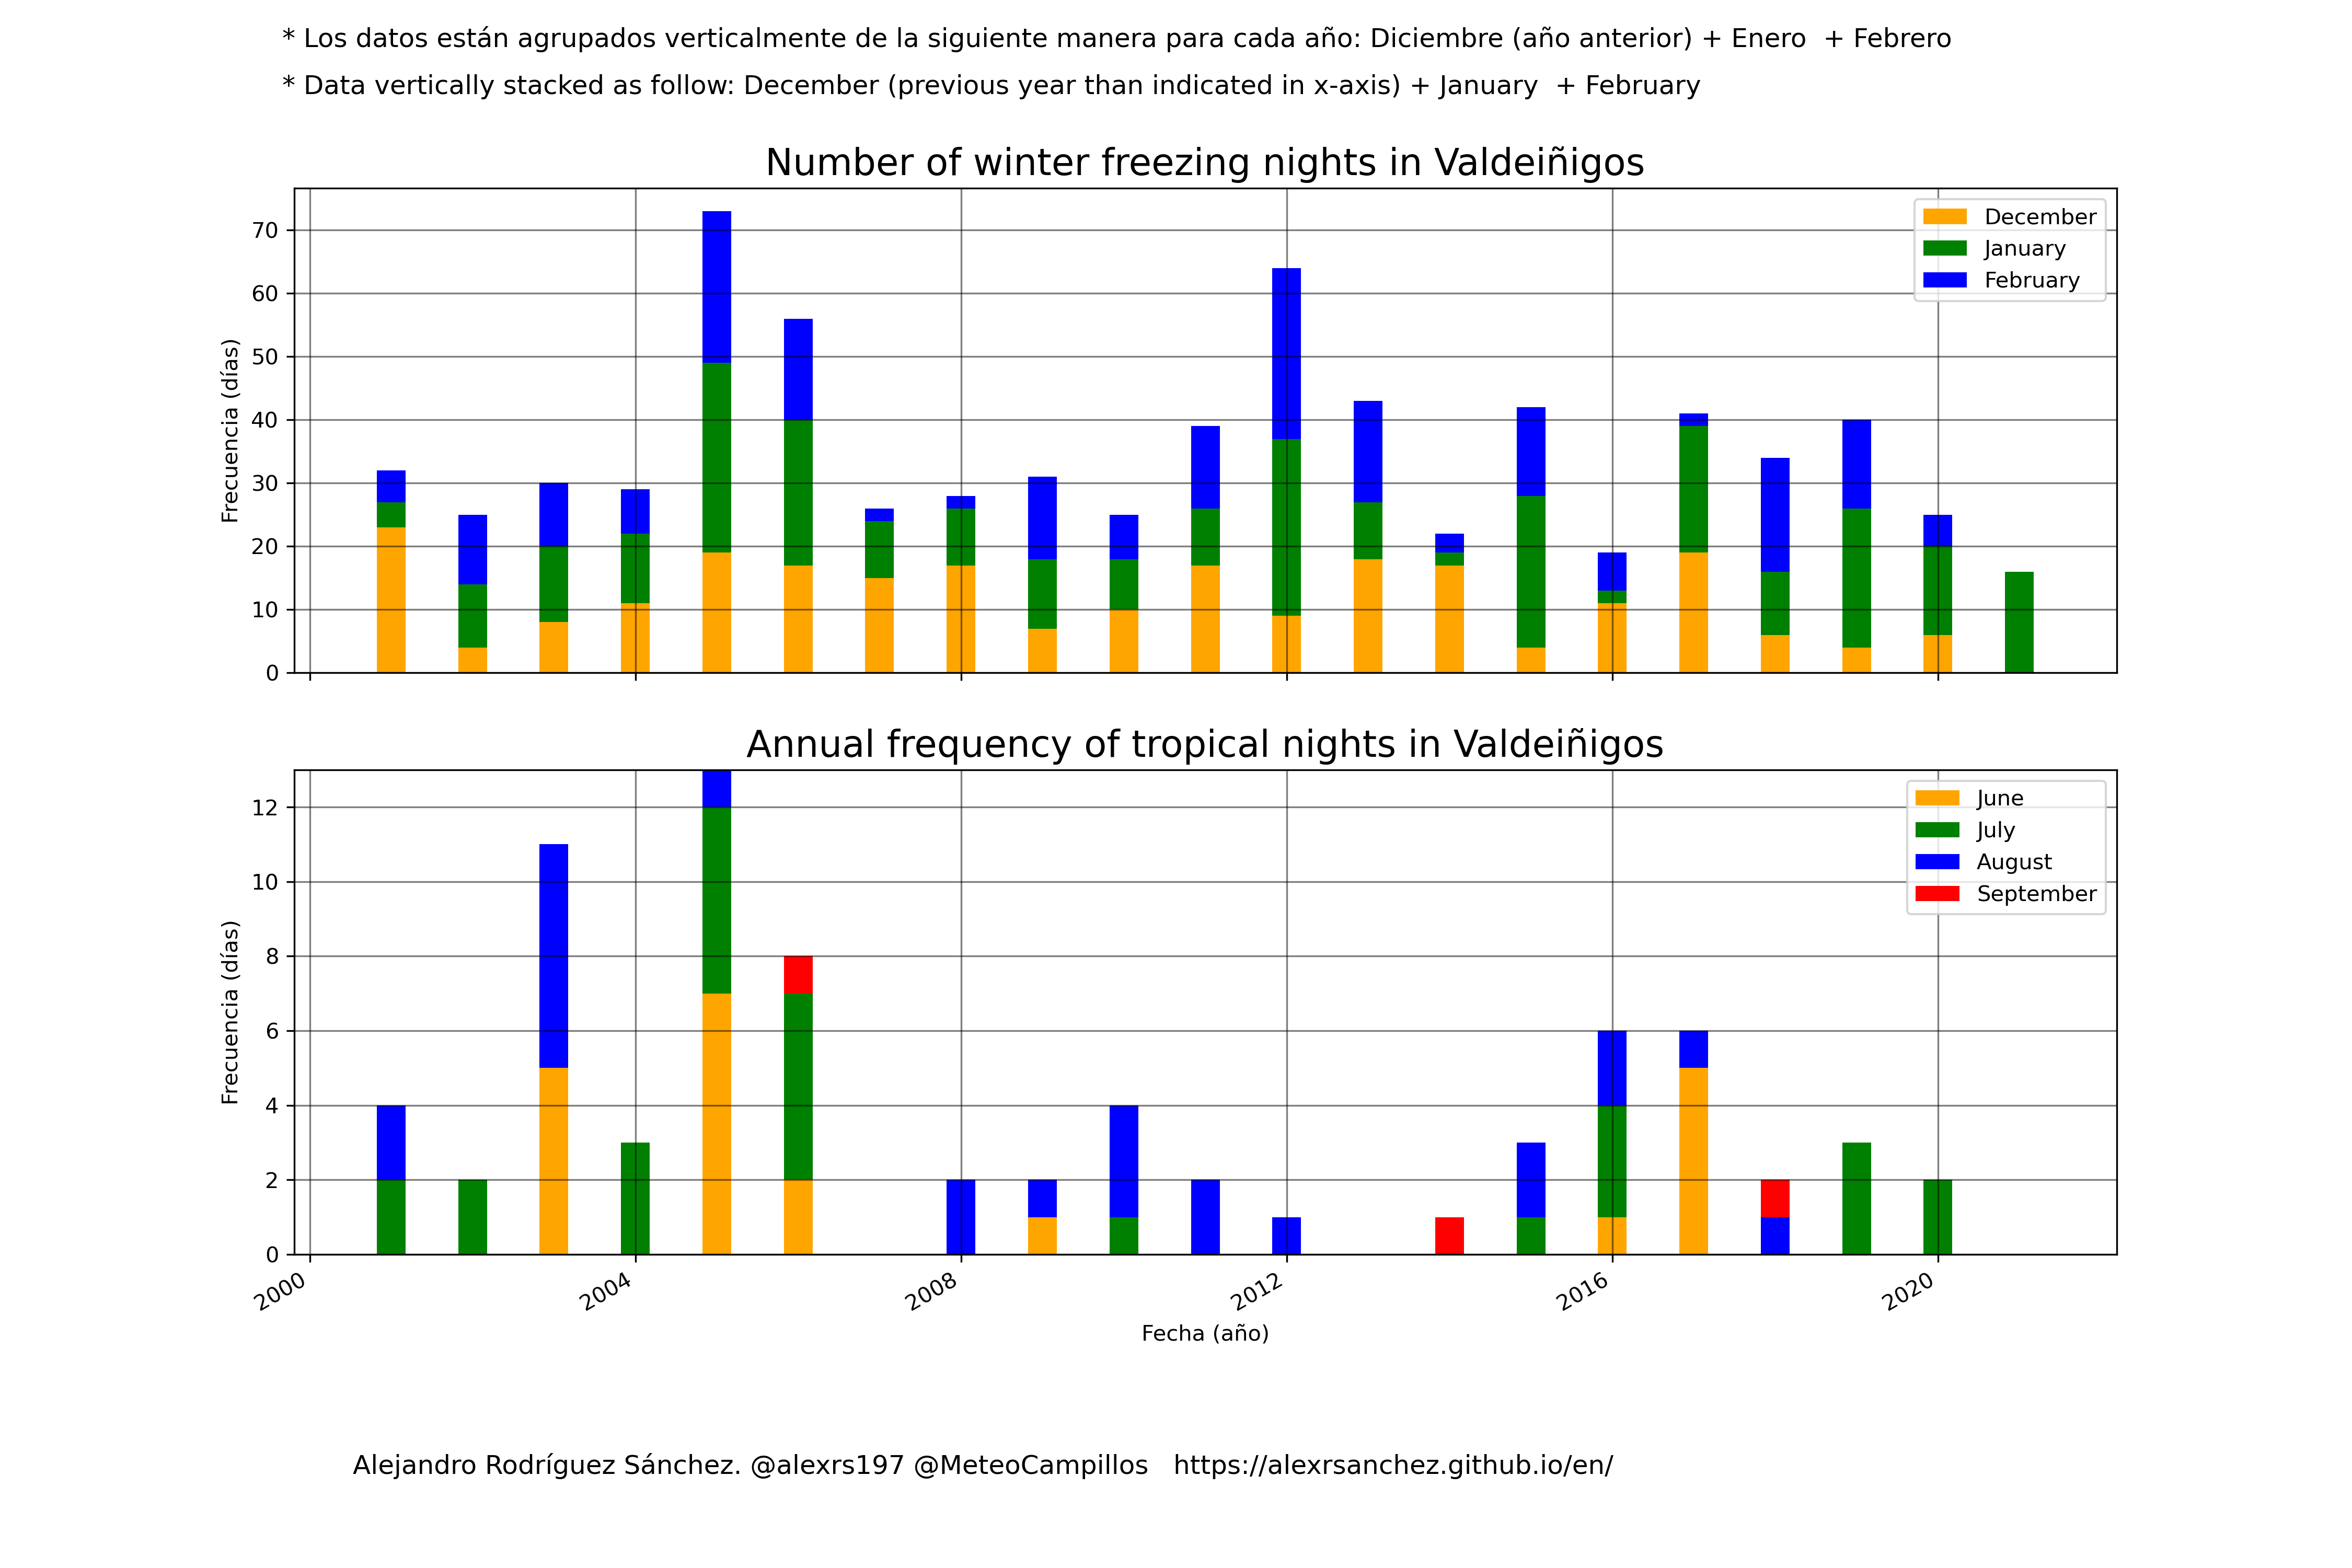 * Los datos están agrupados verticalmente de la siguiente manera para cada año: Diciembre (año anterior) + Enero  + Febrero
* Data vertically stacked as follow: December (previous year than indicated in x-axis) + January  + February
Number of winter freezing nights in Valdeiñigos
Frecuencia (días)
70
60
50
40
30
20
10
0
December
January
February
Annual frequency of tropical nights in Valdeiñigos
Frecuencia (días)
12
10
8
6
4
2
0
June
July
August
September
2000
2004
2008
2012
2016
2020
Fecha (año)
Alejandro Rodríguez Sánchez. @alexrs197 @MeteoCampillos   https://alexrsanchez.github.io/en/